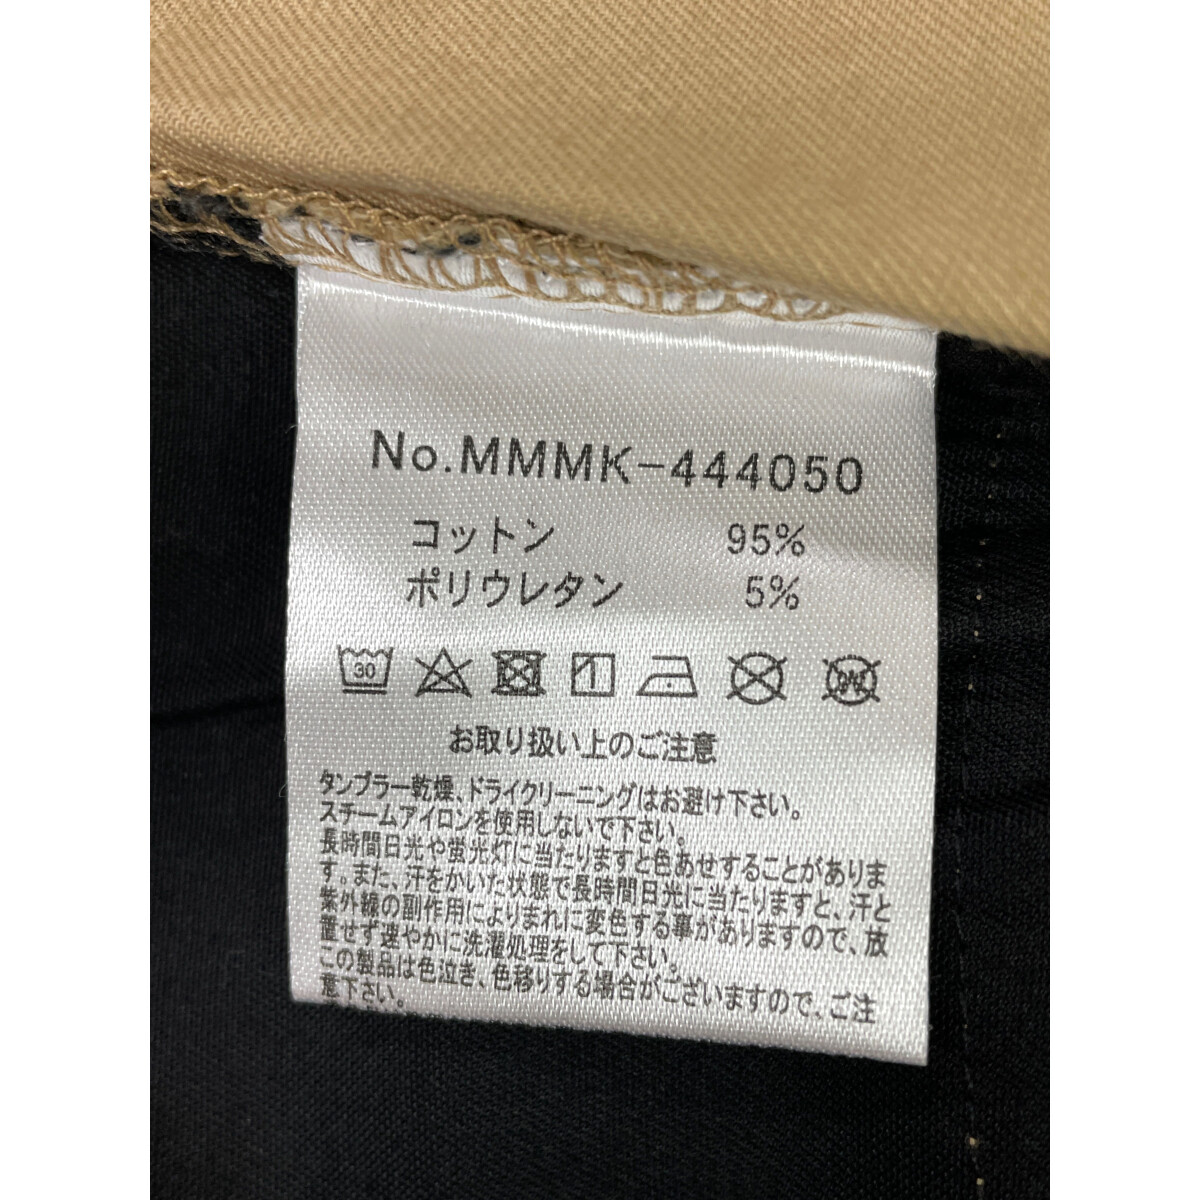 No.MMMK-444050
コットン 95%
ポリウレタン 5%
30
お取り扱い上のご注意
タンブラー乾燥、ドライクリーニングはお避け下さい。
スチームアイロンを使用しないで下さい。
長時間日光や蛍光灯に当たりますと色あせすることがありま
す。また、汗をかいた状態で長時間日光に当たりますと、汗と
紫外線の副作用によりまれに変色する事がありますので、放
置せず速やかに洗濯処理をして下さい。
この製品は色泣き、色移りする場合がございますので、ご注
意下さい。